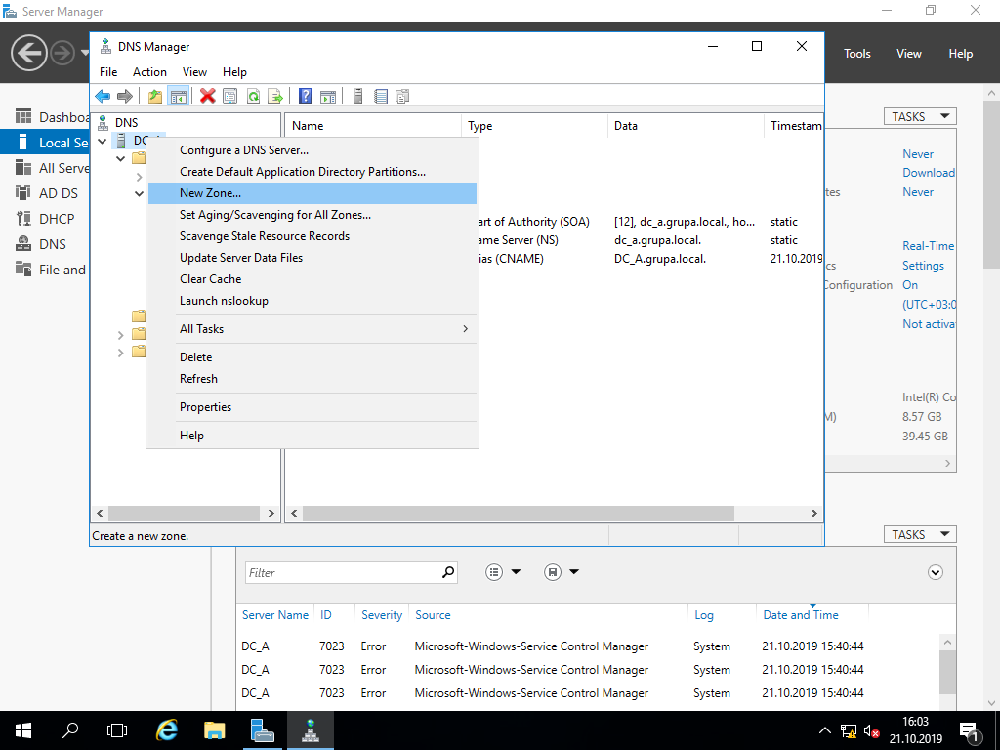 Server Manager
DNS Manager
Tools
View
Help
File
Action
View
Help
Dashboa
Local Se
All Serve
AD DS
DHCP
DNS
File and
DNS
DC
Name
Type
Data
Timestam
art of Authority (SOA)
[12], dc_a.grupa.local., ho...
static
ame Server (NS)
dc_a.grupa.local.
static
ias (CNAME)
DC_A.grupa.local.
21.10.2019
Configure a DNS Server...
Create Default Application Directory Partitions...
New Zone...
Set Aging/Scavenging for All Zones...
Scavenge Stale Resource Records
Update Server Data Files
Clear Cache
Launch nslookup
All Tasks
Delete
Refresh
Properties
Help
Create a new zone.
TASKS
Never
Download
tes
Never
Real-Time
cs
Settings
Configuration
On
(UTC+03:0
Not activa
Intel(R) Co
M)
8.57 GB
39.45 GB
TASKS
Filter
Server Name
ID
Severity
Source
Log
Date and Time
DC_A
7023
Error
Microsoft-Windows-Service Control Manager
System
21.10.2019 15:40:44
DC_A
7023
Error
Microsoft-Windows-Service Control Manager
System
21.10.2019 15:40:44
DC_A
7023
Error
Microsoft-Windows-Service Control Manager
System
21.10.2019 15:40:44
16:03
21.10.2019
1